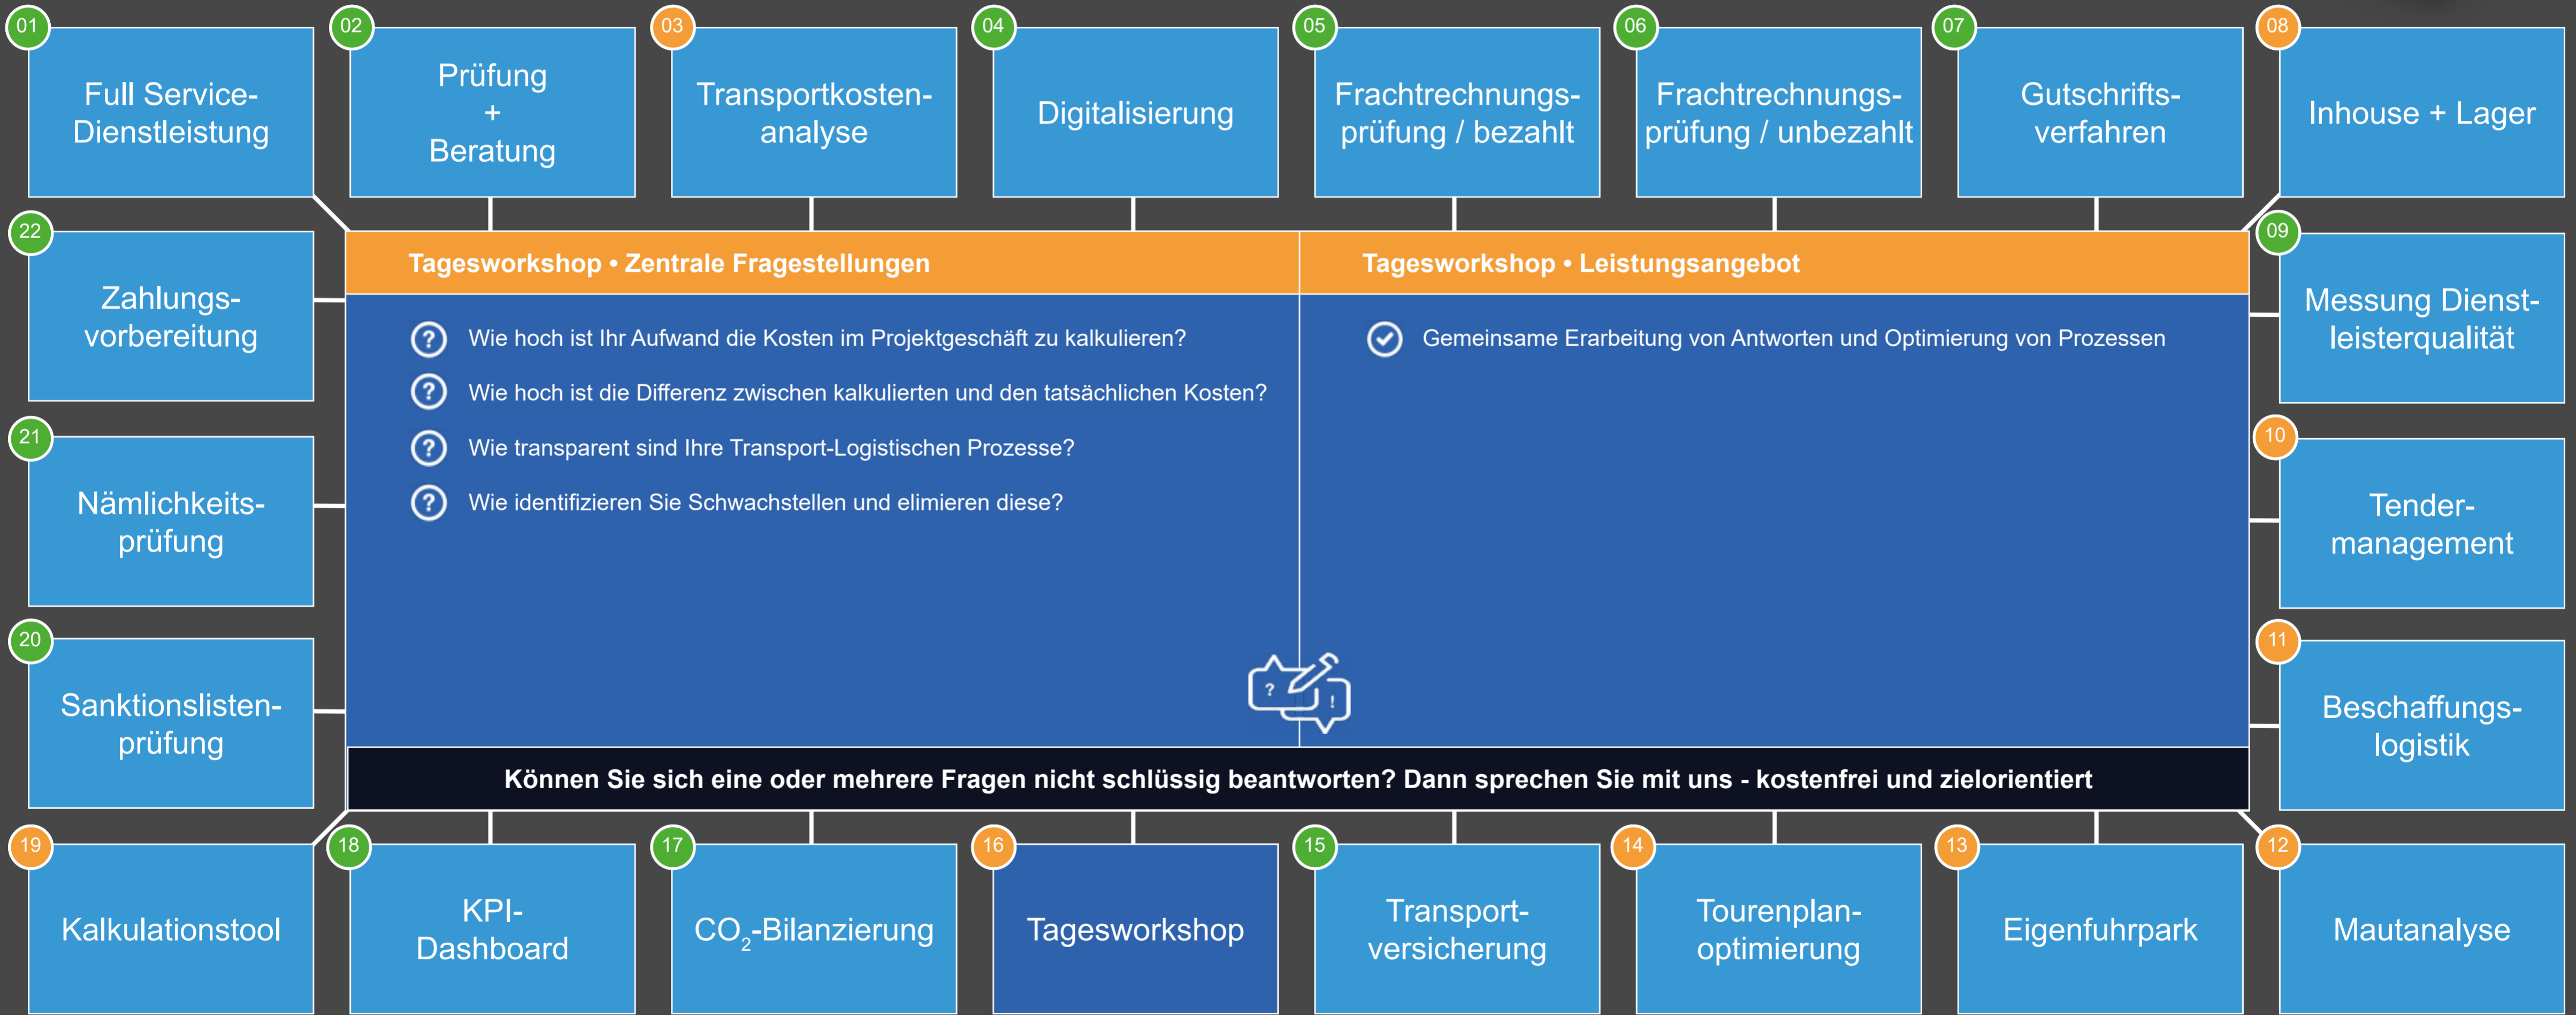 01
Full Service-
Dienstleistung
02
Prüfung
+
Beratung
03
Transportkosten-
analyse
04
Digitalisierung
05
Frachtrechnungs-
prüfung / bezahlt
06
Frachtrechnungs-
prüfung / unbezahlt
07
Gutschrifts-
verfahren
08
Inhouse + Lager
22
Zahlungs-
vorbereitung
21
Nämlichkeits-
prüfung
20
Sanktionslisten-
prüfung
Tagesworkshop • Zentrale Fragestellungen
? Wie hoch ist Ihr Aufwand die Kosten im Projektgeschäft zu kalkulieren?
? Wie hoch ist die Differenz zwischen kalkulierten und den tatsächlichen Kosten?
? Wie transparent sind Ihre Transport-Logistischen Prozesse?
? Wie identifizieren Sie Schwachstellen und elimieren diese?
Tagesworkshop • Leistungsangebot
Gemeinsame Erarbeitung von Antworten und Optimierung von Prozessen
? !
Können Sie sich eine oder mehrere Fragen nicht schlüssig beantworten? Dann sprechen Sie mit uns - kostenfrei und zielorientiert
09
Messung Dienst-
leisterqualität
10
Tender-
management
11
Beschaffungs-
logistik
19
Kalkulationstool
18
KPI-
Dashboard
17
CO₂-Bilanzierung
16
Tagesworkshop
15
Transport-
versicherung
14
Tourenplan-
optimierung
13
Eigenfuhrpark
12
Mautanalyse